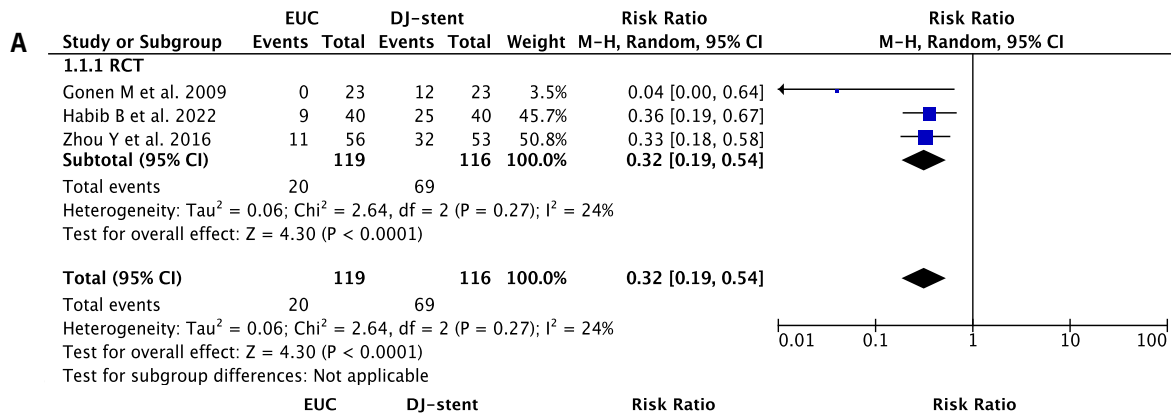 EUC DJ-stent Risk Ratio Risk Ratio
A Study or Subgroup Events Total Events Total Weight M-H, Random, 95% CI M-H, Random, 95% CI
1.1.1 RCT
Gonen M et al. 2009 0 23 12 23 3.5% 0.04 [0.00, 0.64]
Habib B et al. 2022 9 40 25 40 45.7% 0.36 [0.19, 0.67]
Zhou Y et al. 2016 11 56 32 53 50.8% 0.33 [0.18, 0.58]
Subtotal (95% CI) 119 116 100.0% 0.32 [0.19, 0.54]
Total events 20 69
Heterogeneity: Tau² = 0.06; Chi² = 2.64, df = 2 (P = 0.27); I² = 24%
Test for overall effect: Z = 4.30 (P < 0.0001)
Total (95% CI) 119 116 100.0% 0.32 [0.19, 0.54]
Total events 20 69
Heterogeneity: Tau² = 0.06; Chi² = 2.64, df = 2 (P = 0.27); I² = 24%
0.01 0.1 1 10 100
Test for overall effect: Z = 4.30 (P < 0.0001)
Test for subgroup differences: Not applicable
EUC DJ-stent Risk Ratio Risk Ratio